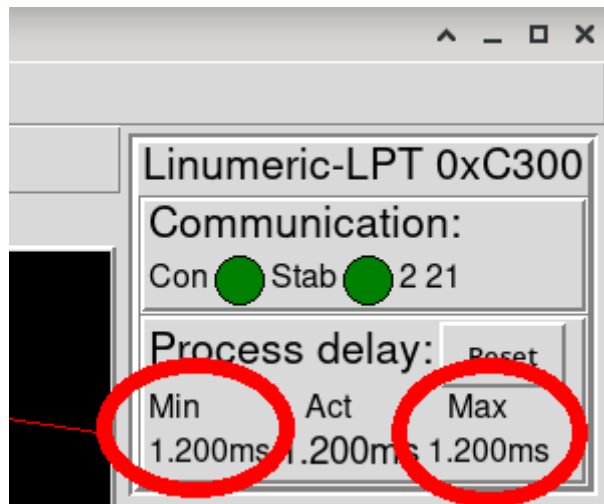 Linumeric-LPT 0xC300
Communication:
Con Stab 2 21
Process delay: Reset
Min Act Max
1.200ms 1.200ms 1.200ms